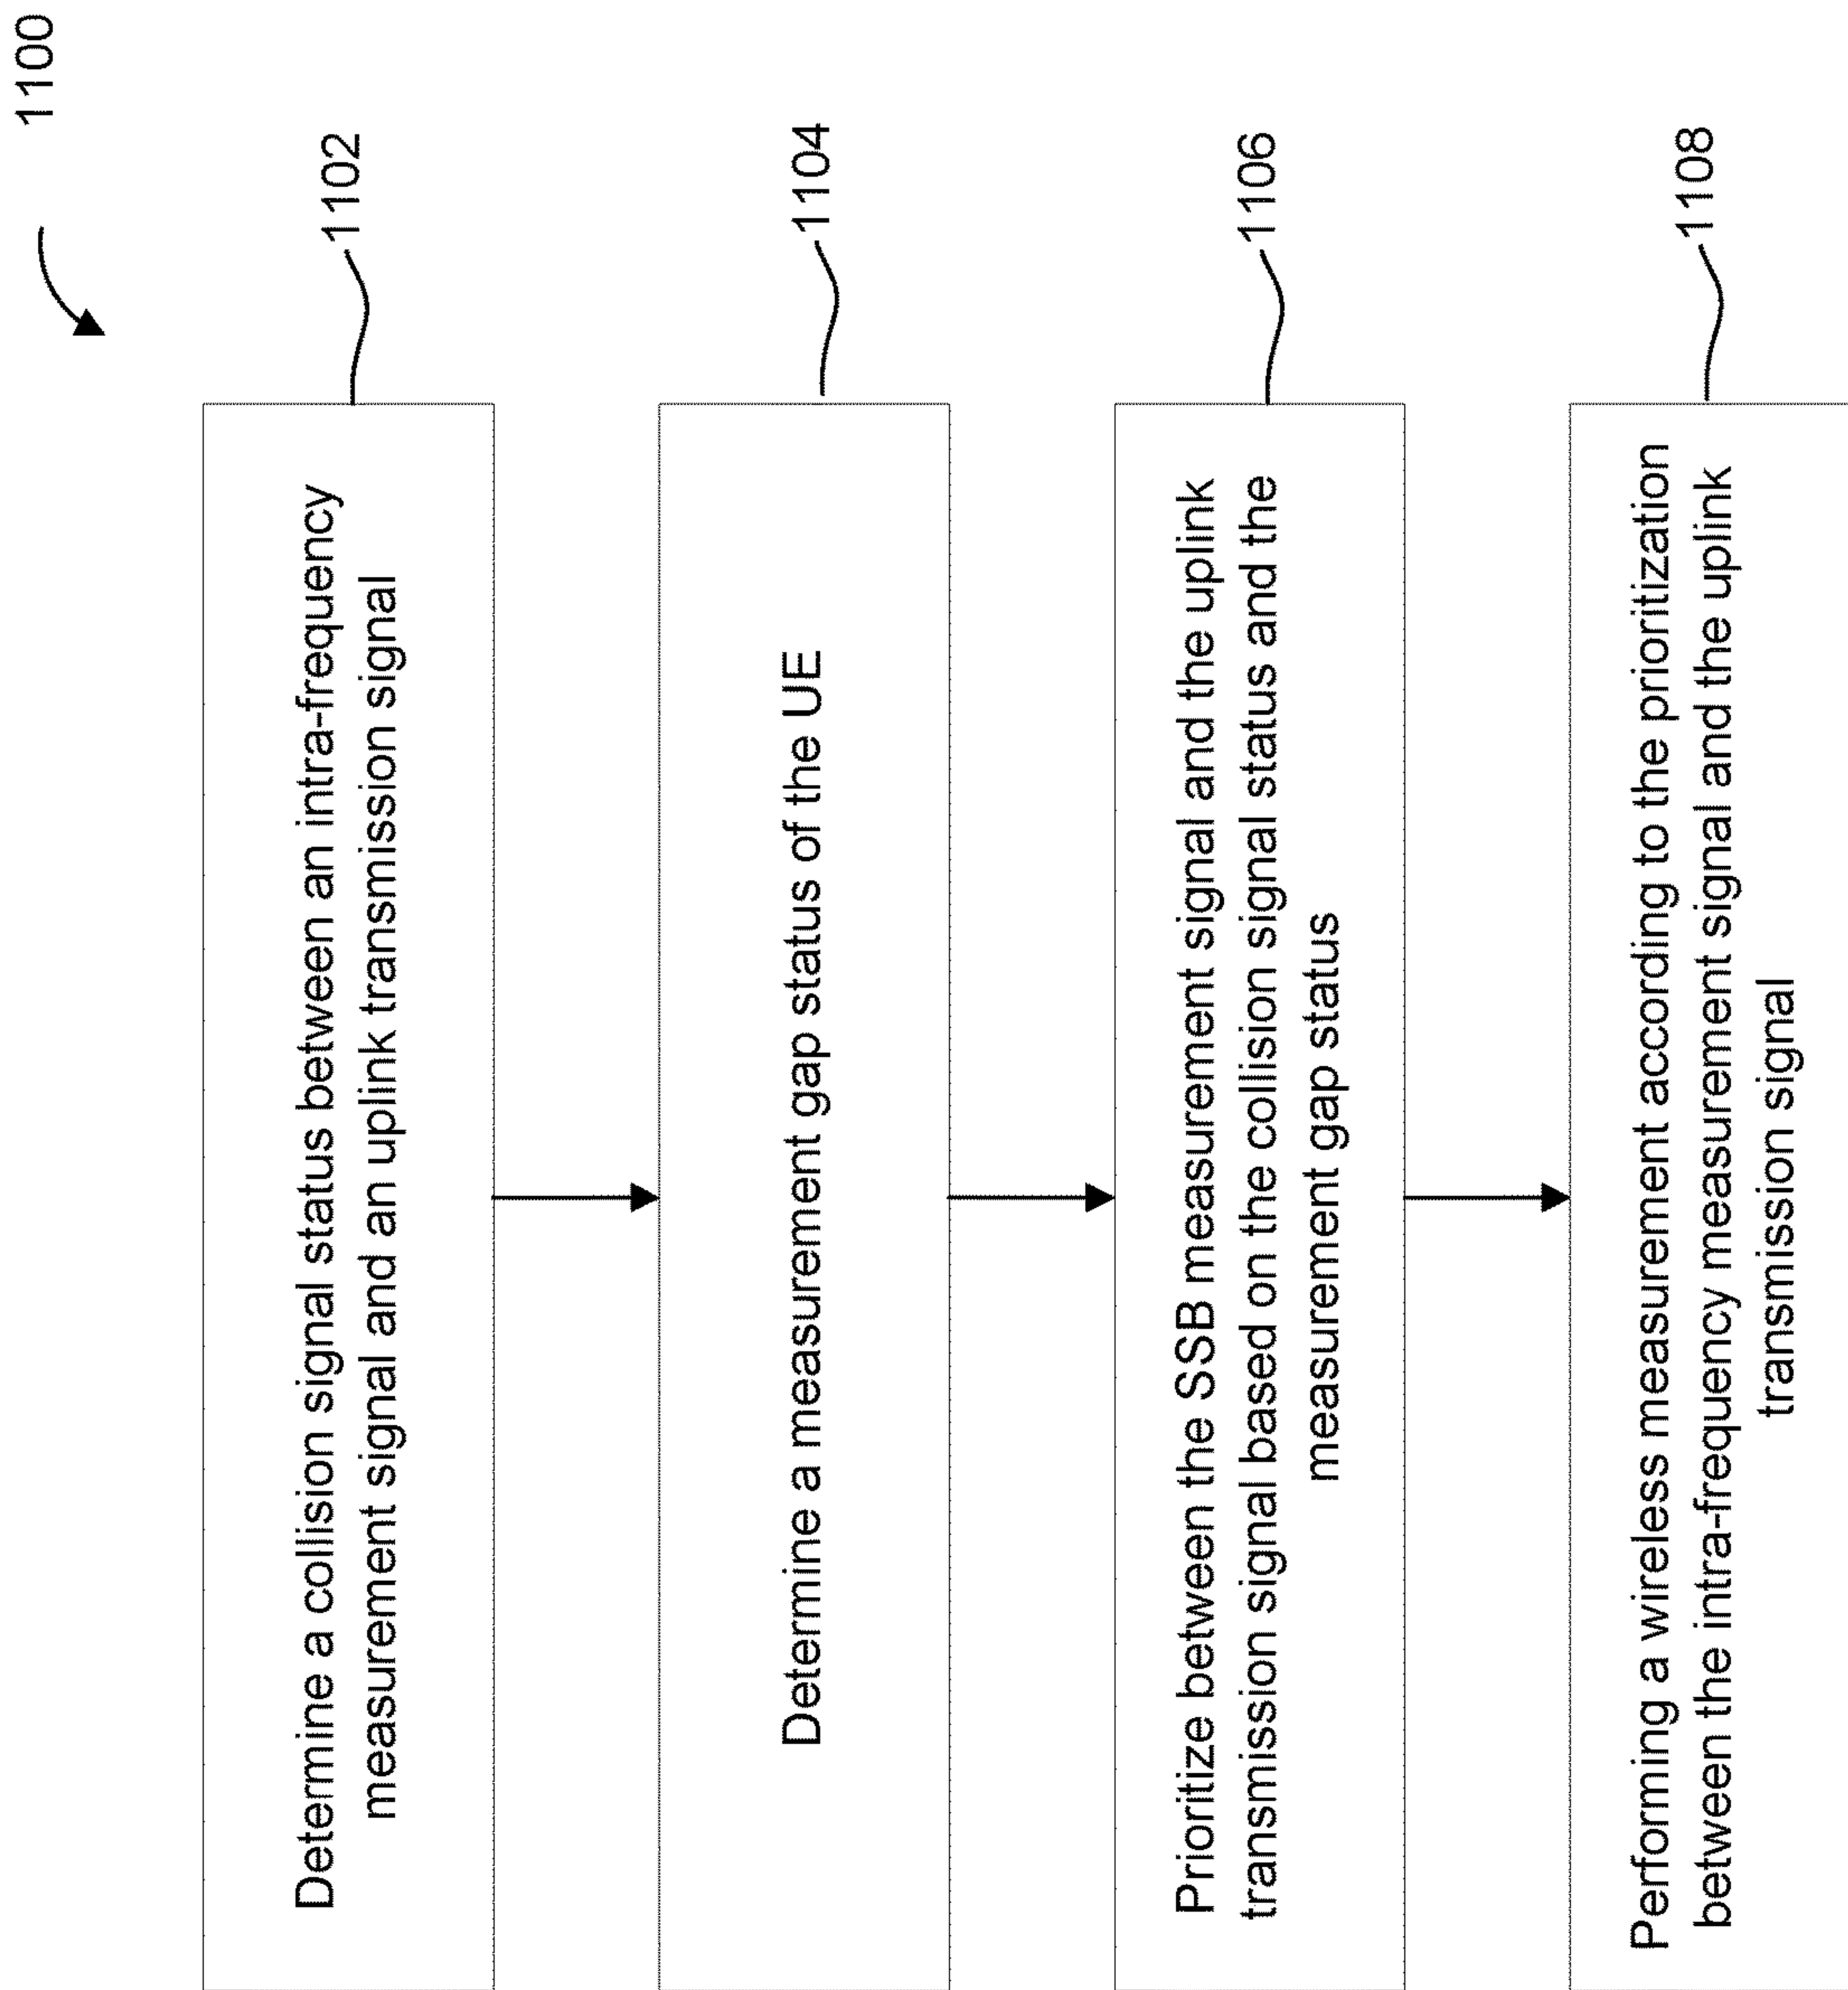 1100
Determine a collision signal status between an intra-frequency
measurement signal and an uplink transmission signal
1102
Determine a measurement gap status of the UE
1104
Prioritize between the SSB measurement signal and the uplink
transmission signal based on the collision signal status and the
measurement gap status
1106
Performing a wireless measurement according to the prioritization
between the intra-frequency measurement signal and the uplink
transmission signal
1108